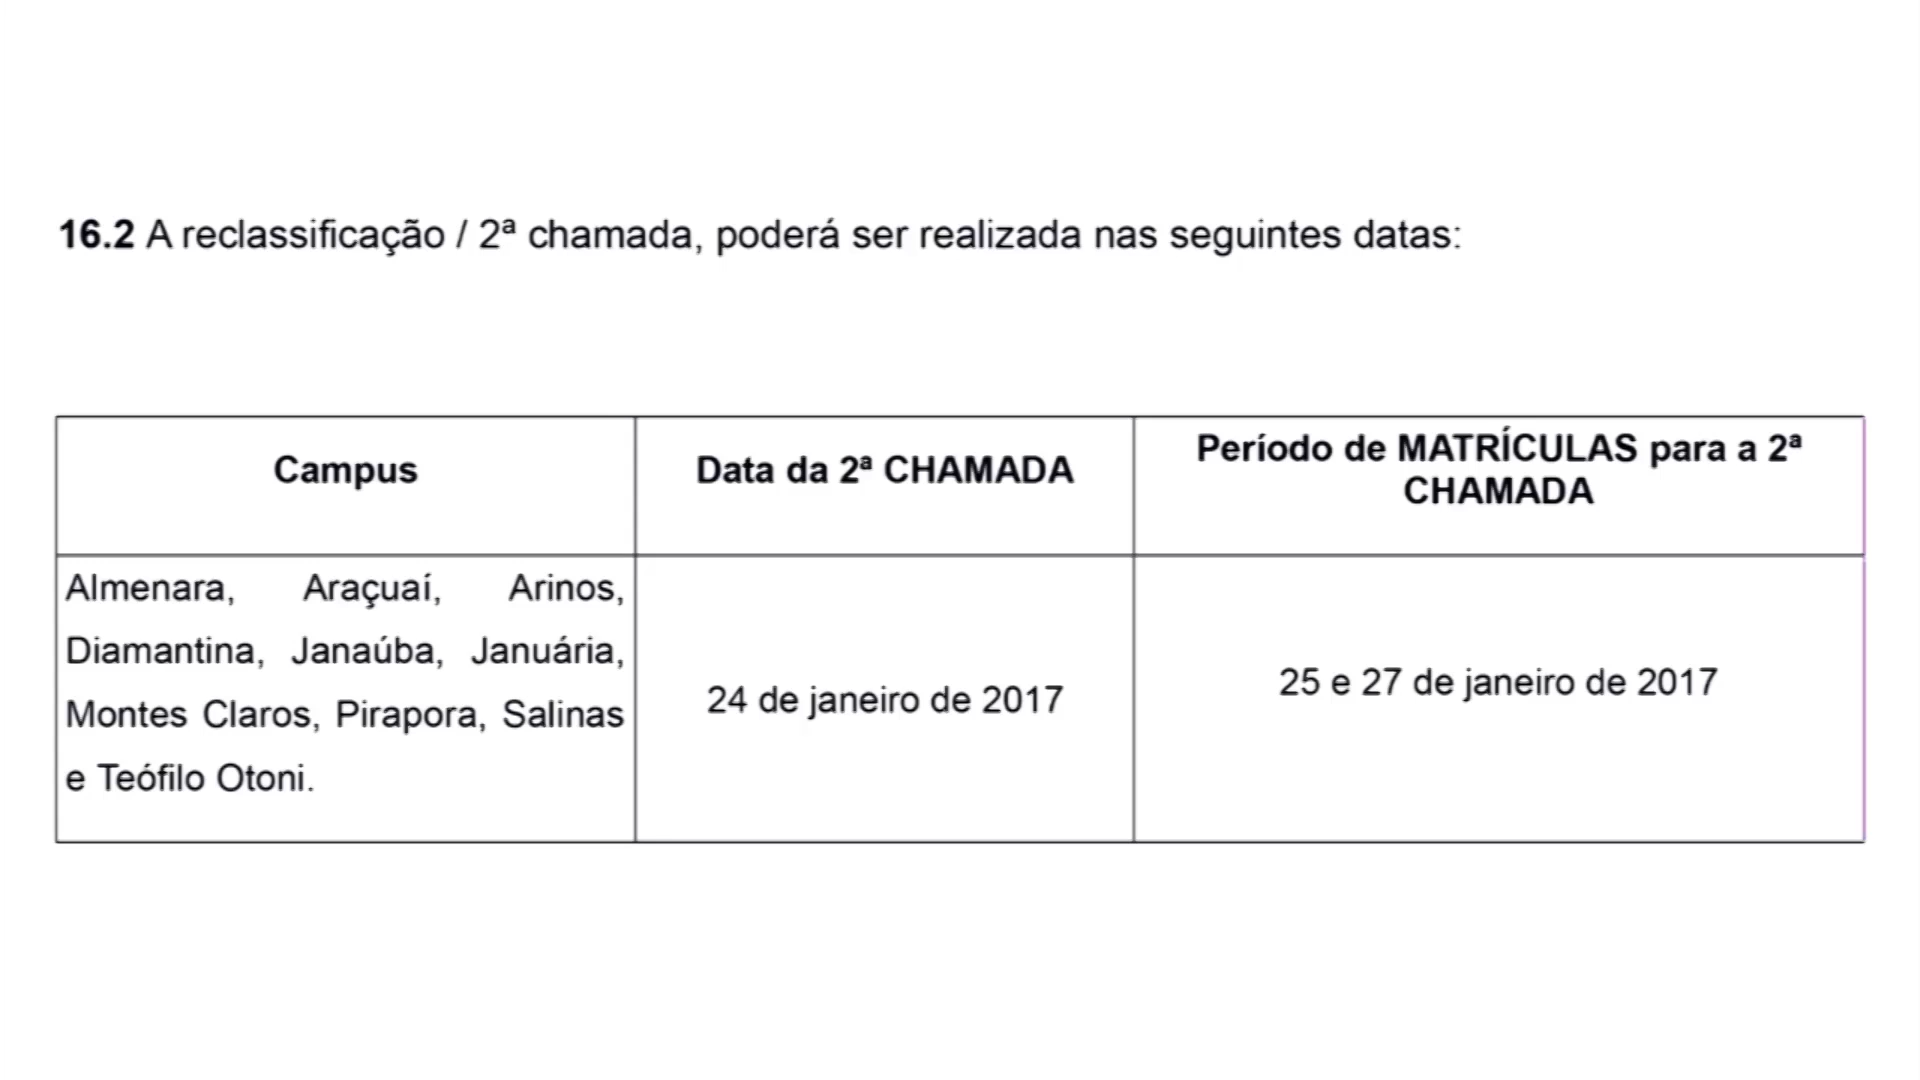 16.2 A reclassificação / 2ª chamada, poderá ser realizada nas seguintes datas:
Campus
Data da 2ª CHAMADA
Período de MATRÍCULAS para a 2ª
CHAMADA
Almenara, Araçuaí, Arinos,
Diamantina, Janaúba, Januária,
Montes Claros, Pirapora, Salinas
e Teófilo Otoni.
24 de janeiro de 2017
25 e 27 de janeiro de 2017